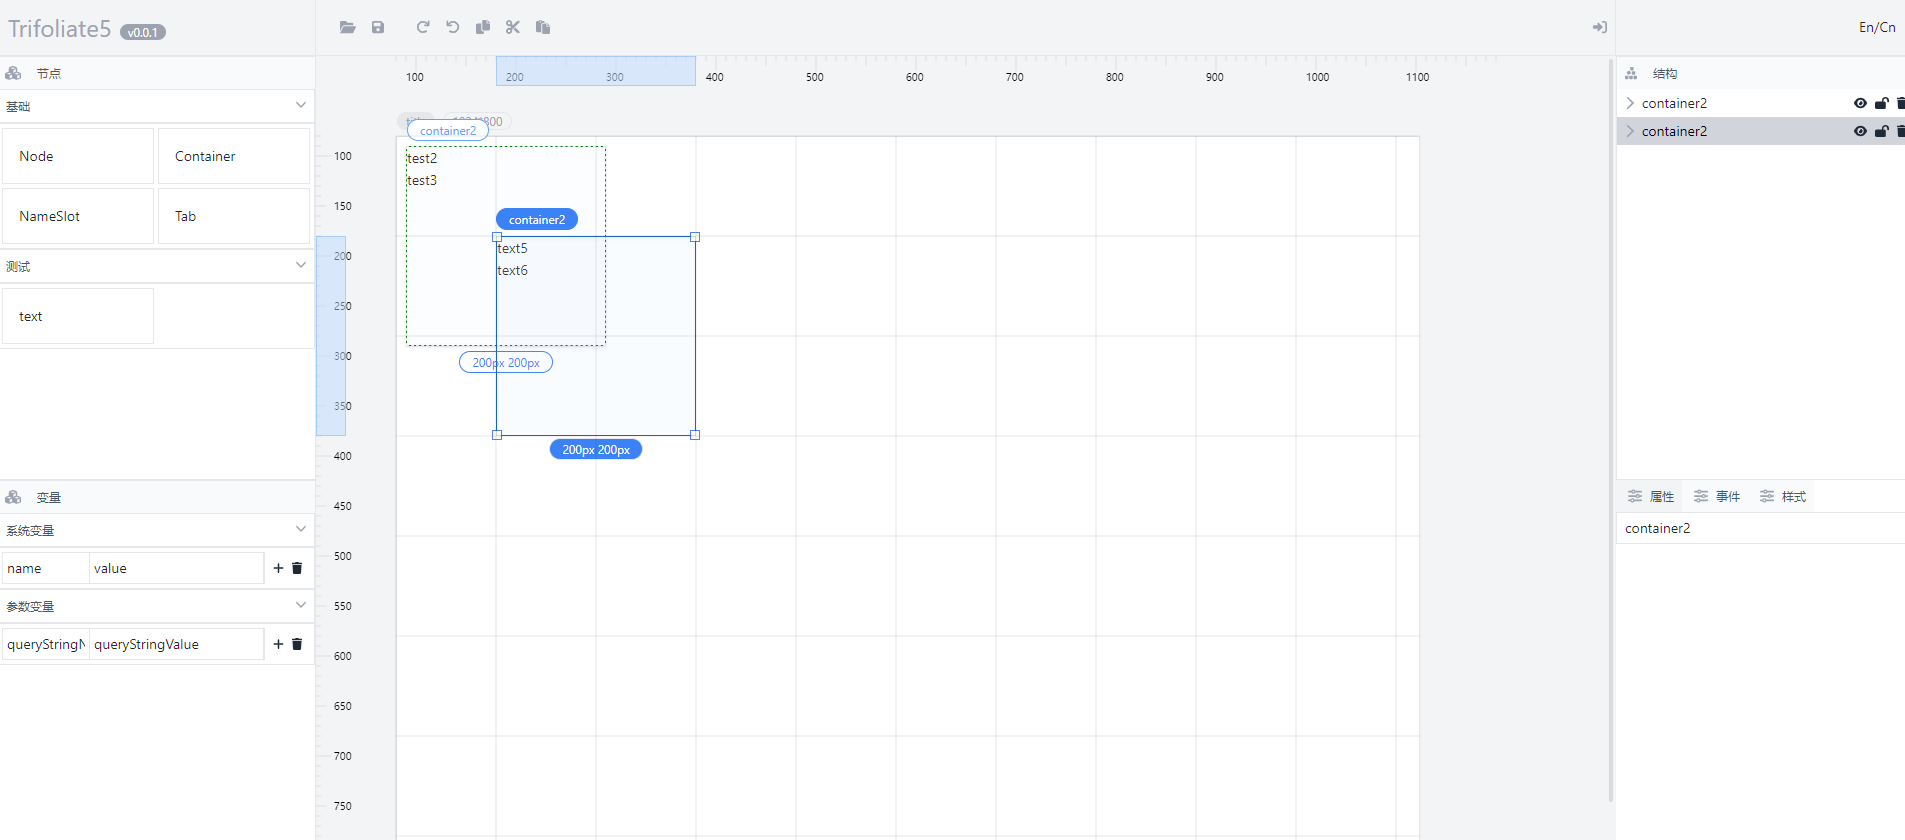 Trifoliate5 v0.0.1
En/Cn
节点
基础
Node
Container
NameSlot
Tab
测试
text
变量
系统变量
name value
参数变量
queryString queryStringValue
100 200 300 400 500 600 700 800 900 1000 1100
100
150
200
250
300
350
400
450
500
550
600
650
700
750
container2
test2
test3
200px 200px
container2
text5
text6
200px 200px
结构
container2
container2
属性 事件 样式
container2